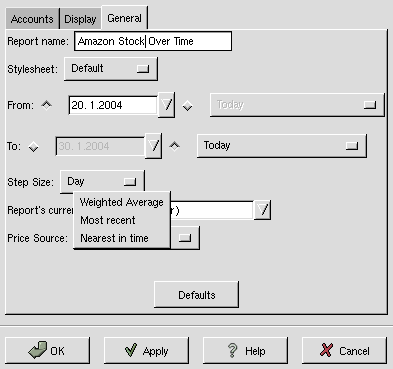 Accounts Display General
Report name: Amazon Stock Over Time
Stylesheet: Default
From: 20. 1.2004 Today
To: 30. 1.2004 Today
Step Size: Day
Weighted Average
Report's curre r)
Most recent
Price Source: Nearest in time
Defaults
OK Apply Help Cancel